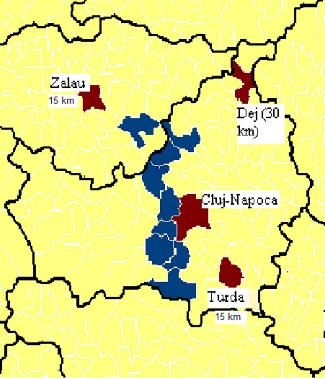 Zalau
15 km
Dej (30
km)
Cluj-Napoca
Turda
15 km